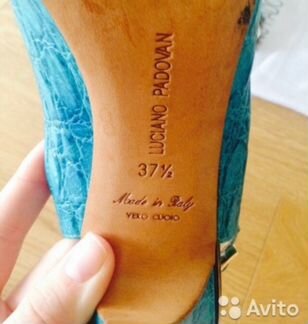 LUCIANO PADOVAN
37½
Made in Italy
VERO CUOIO
Avito